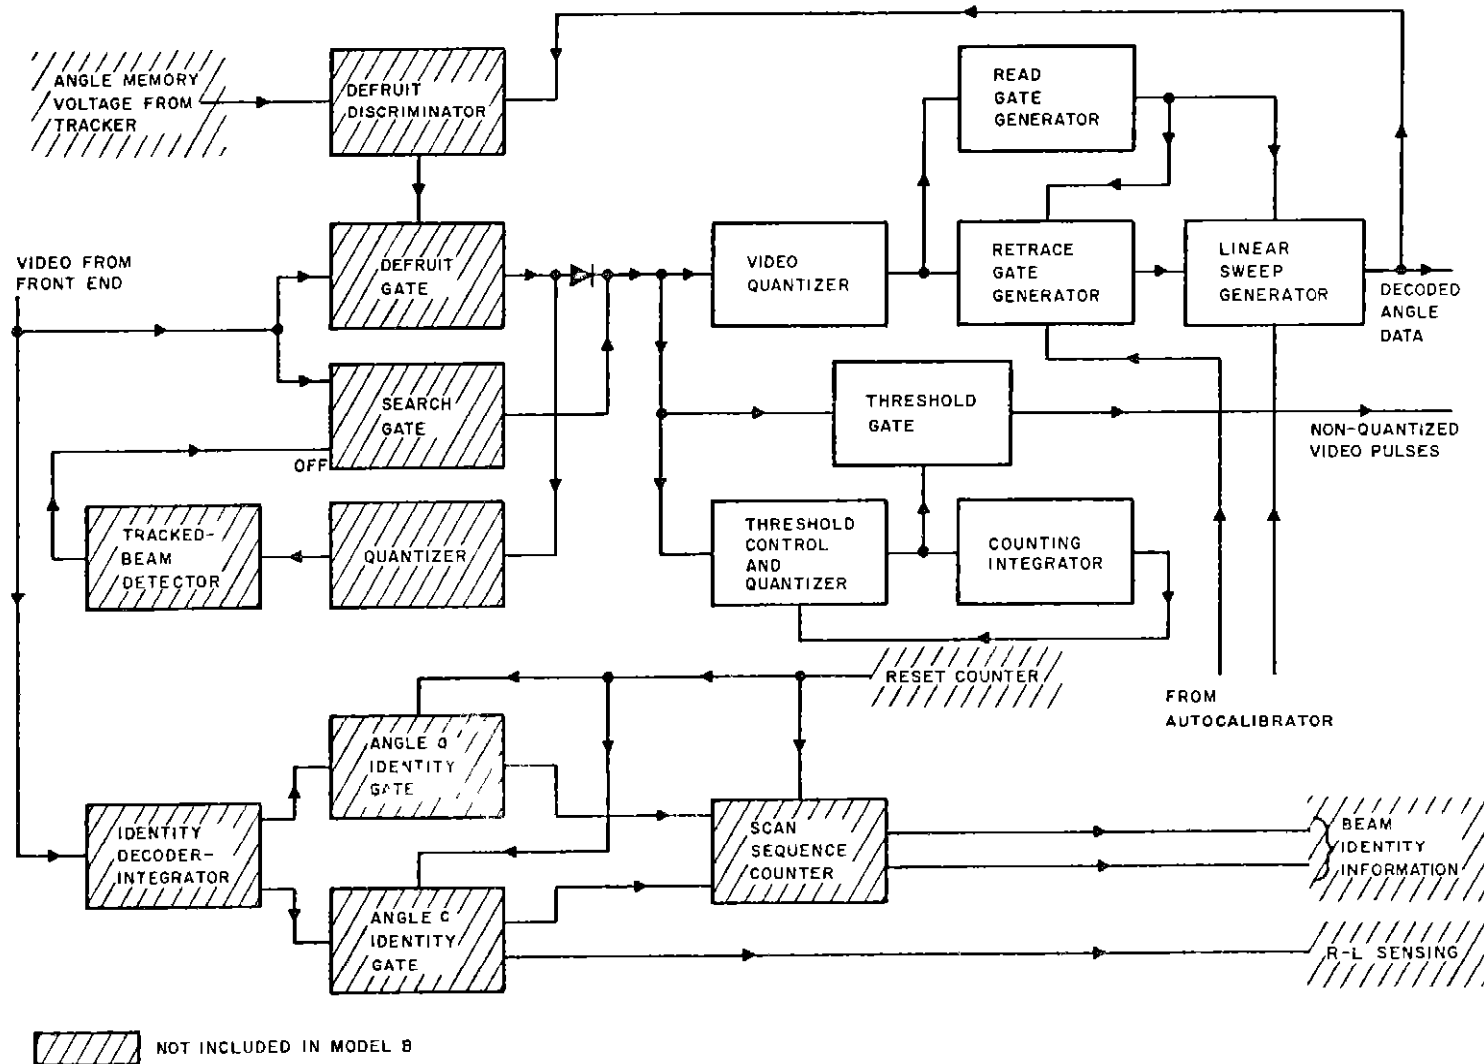 ANGLE MEMORY
VOLTAGE FROM
TRACKER
DEFRUIT
DISCRIMINATOR
READ
GATE
GENERATOR
VIDEO FROM
FRONT END
DEFRUIT
GATE
VIDEO
QUANTIZER
RETRACE
GATE
GENERATOR
LINEAR
SWEEP
GENERATOR
DECODED
ANGLE
DATA
SEARCH
GATE
OFF
THRESHOLD
GATE
NON-QUANTIZED
VIDEO PULSES
TRACKED-
BEAM
DETECTOR
QUANTIZER
THRESHOLD
CONTROL
AND
QUANTIZER
COUNTING
INTEGRATOR
RESET COUNTER
FROM
AUTOCALIBRATOR
ANGLE O
IDENTITY
GATE
IDENTITY
DECODER-
INTEGRATOR
SCAN
SEQUENCE
COUNTER
BEAM
IDENTITY
INFORMATION
ANGLE C
IDENTITY
GATE
R-L SENSING
NOT INCLUDED IN MODEL B